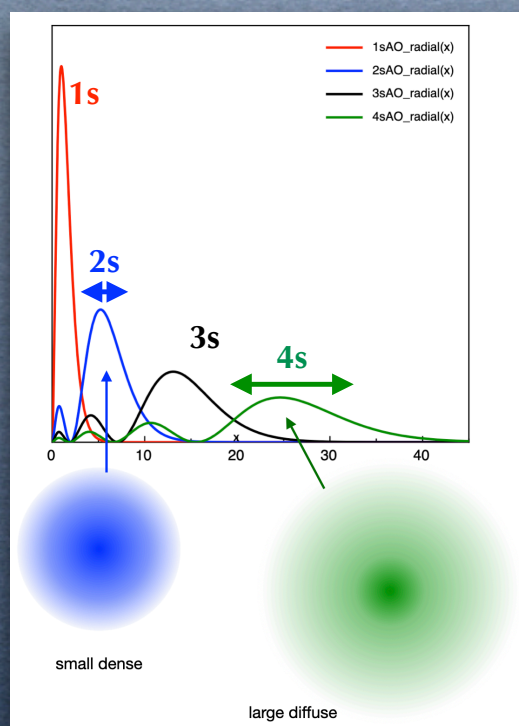 1sAO_radial(x)
2sAO_radial(x)
3sAO_radial(x)
4sAO_radial(x)
1s
2s
3s
4s
x
0 10 20 30 40
small dense
large diffuse